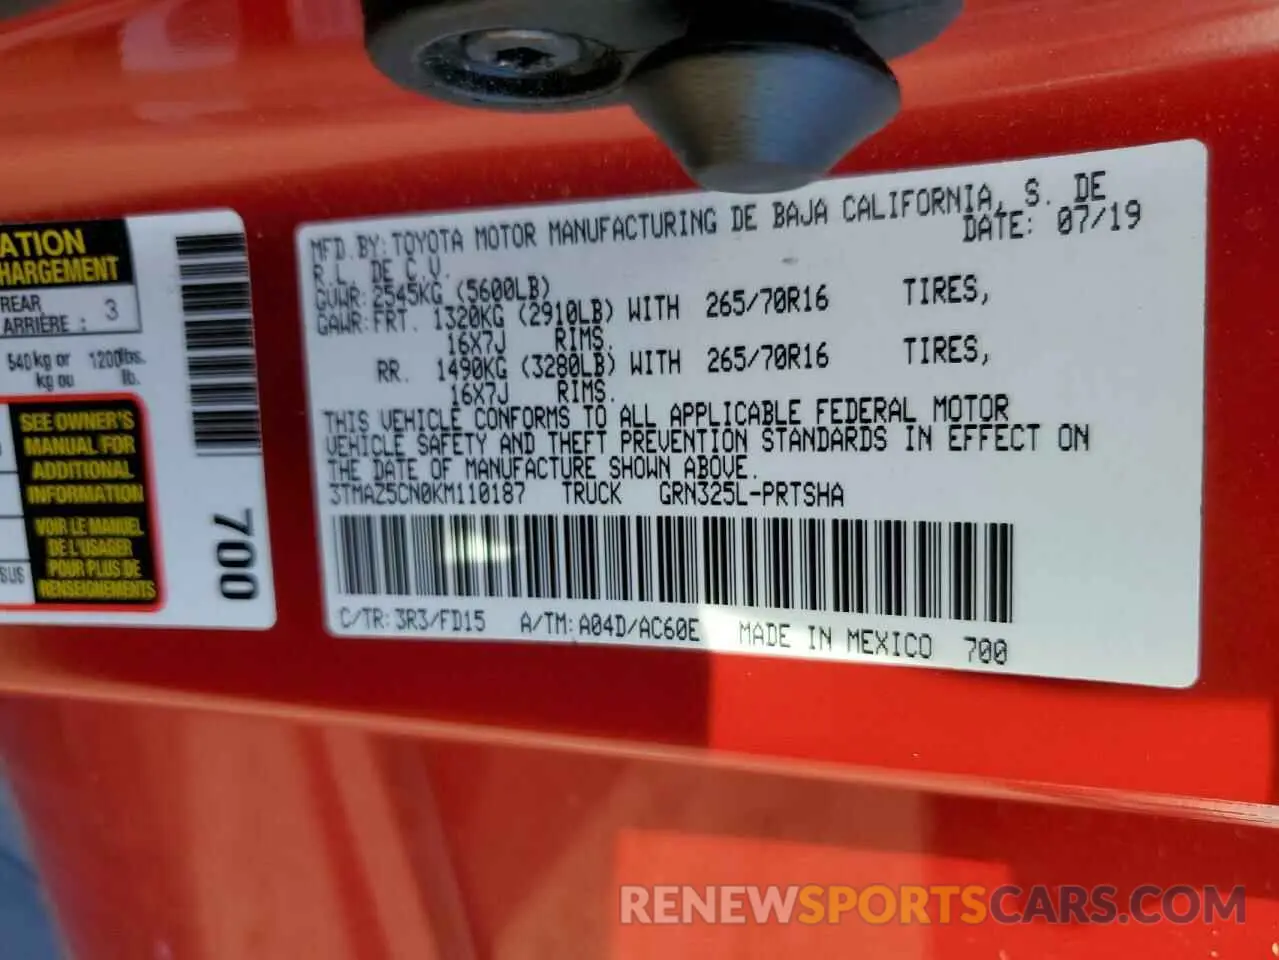 ATION
HARGEMENT
REAR
ARRIÈRE : 3
540 kg or 1200 lbs.
kg ou lb.
SEE OWNER'S
MANUAL FOR
ADDITIONAL
INFORMATION
VOIR LE MANUEL
DE L'USAGER
POUR PLUS DE
RENSEIGNEMENTS
SUS
700
MFD.BY:TOYOTA MOTOR MANUFACTURING DE BAJA CALIFORNIA, S. DE
R.L. DE C.V. DATE: 07/19
GVWR:2545KG (5600LB)
GAWR:FRT. 1320KG (2910LB) WITH 265/70R16 TIRES,
16X7J RIMS.
RR. 1490KG (3280LB) WITH 265/70R16 TIRES,
16X7J RIMS.
THIS VEHICLE CONFORMS TO ALL APPLICABLE FEDERAL MOTOR
VEHICLE SAFETY AND THEFT PREVENTION STANDARDS IN EFFECT ON
THE DATE OF MANUFACTURE SHOWN ABOVE.
3TMAZ5CN0KM110187 TRUCK GRN325L-PRTSHA
C/TR:3R3/FD15 A/TM:A04D/AC60E MADE IN MEXICO 700
RENEWSPORTSCARS.COM